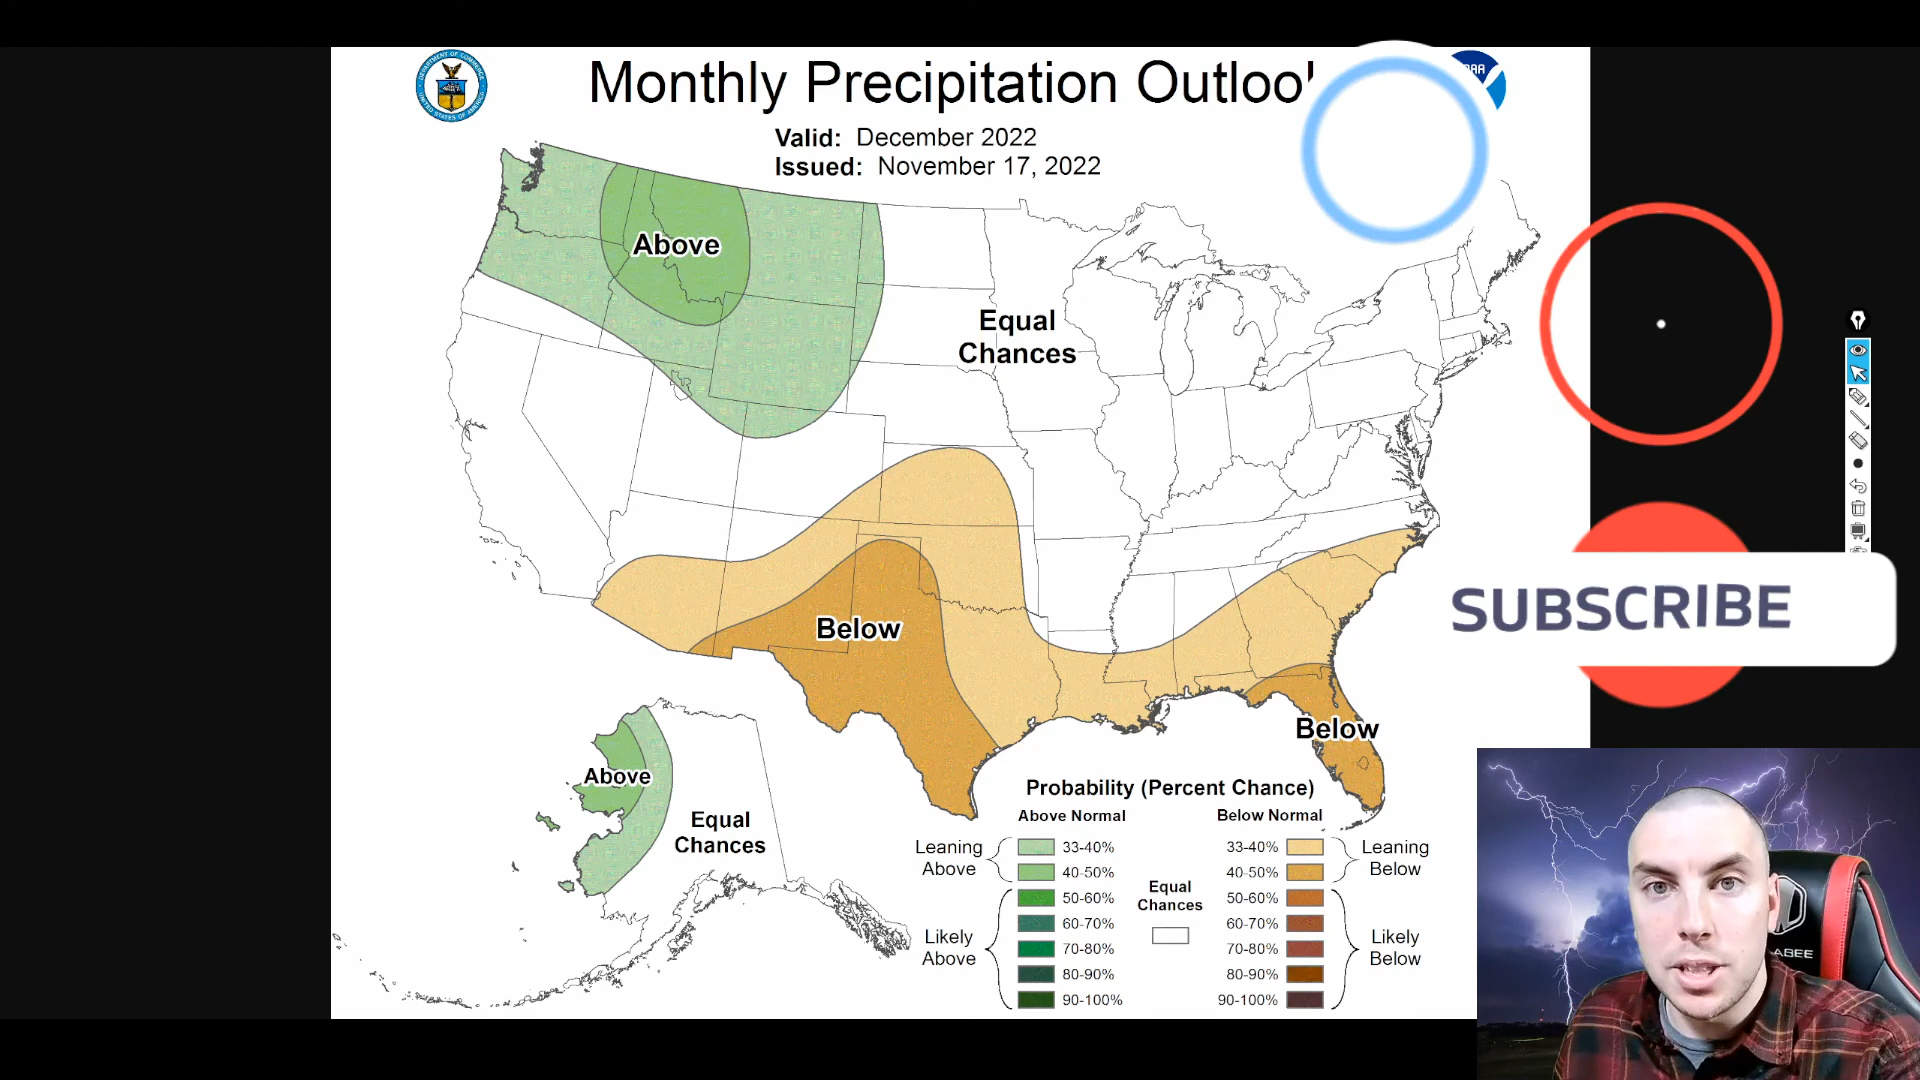 Monthly Precipitation Outloo
Valid: December 2022
Issued: November 17, 2022
Above
Equal
Chances
Below
Below
SUBSCRIBE
Above
Equal
Chances
Probability (Percent Chance)
Above Normal
Below Normal
Leaning
Above
33-40%
40-50%
50-60%
60-70%
70-80%
80-90%
90-100%
Likely
Above
Equal
Chances
33-40%
40-50%
50-60%
60-70%
70-80%
80-90%
90-100%
Leaning
Below
Likely
Below
ABEE